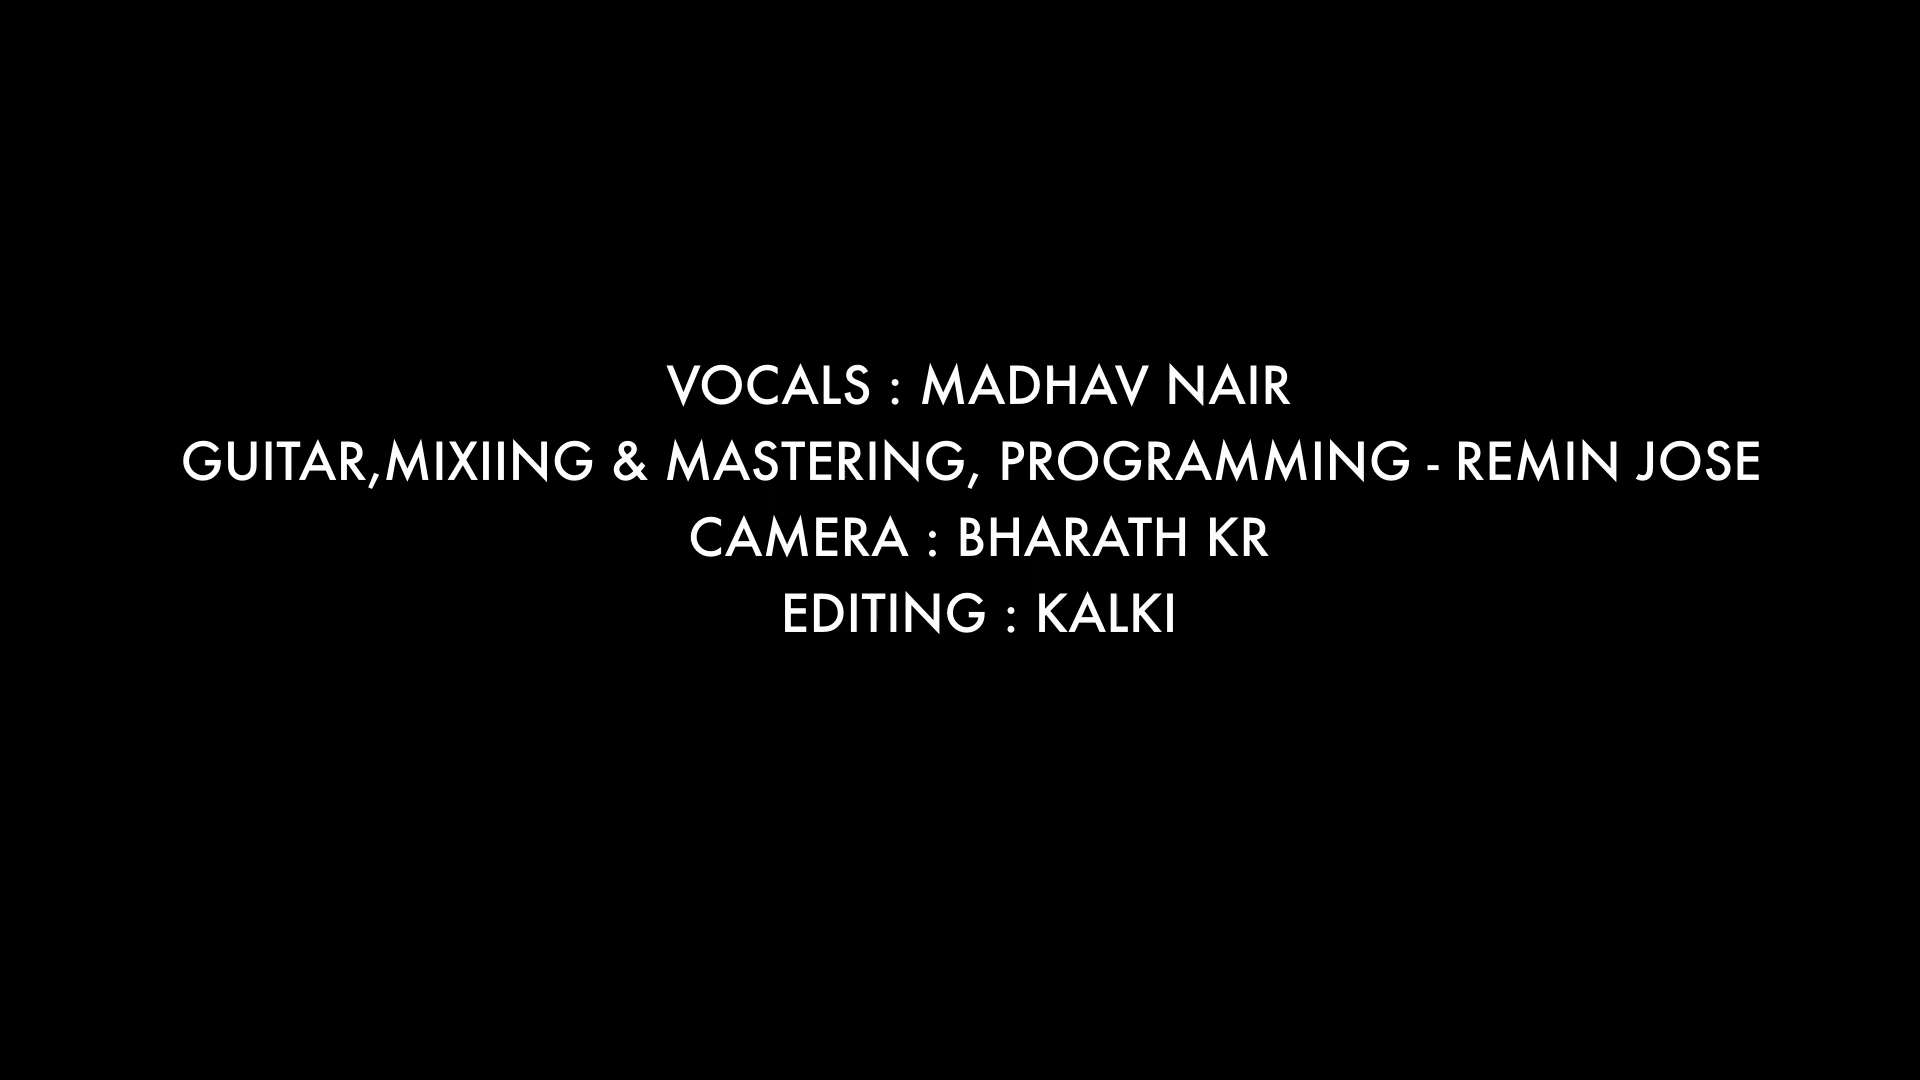 VOCALS : MADHAV NAIR
GUITAR,MIXIING & MASTERING, PROGRAMMING - REMIN JOSE
CAMERA : BHARATH KR
EDITING : KALKI